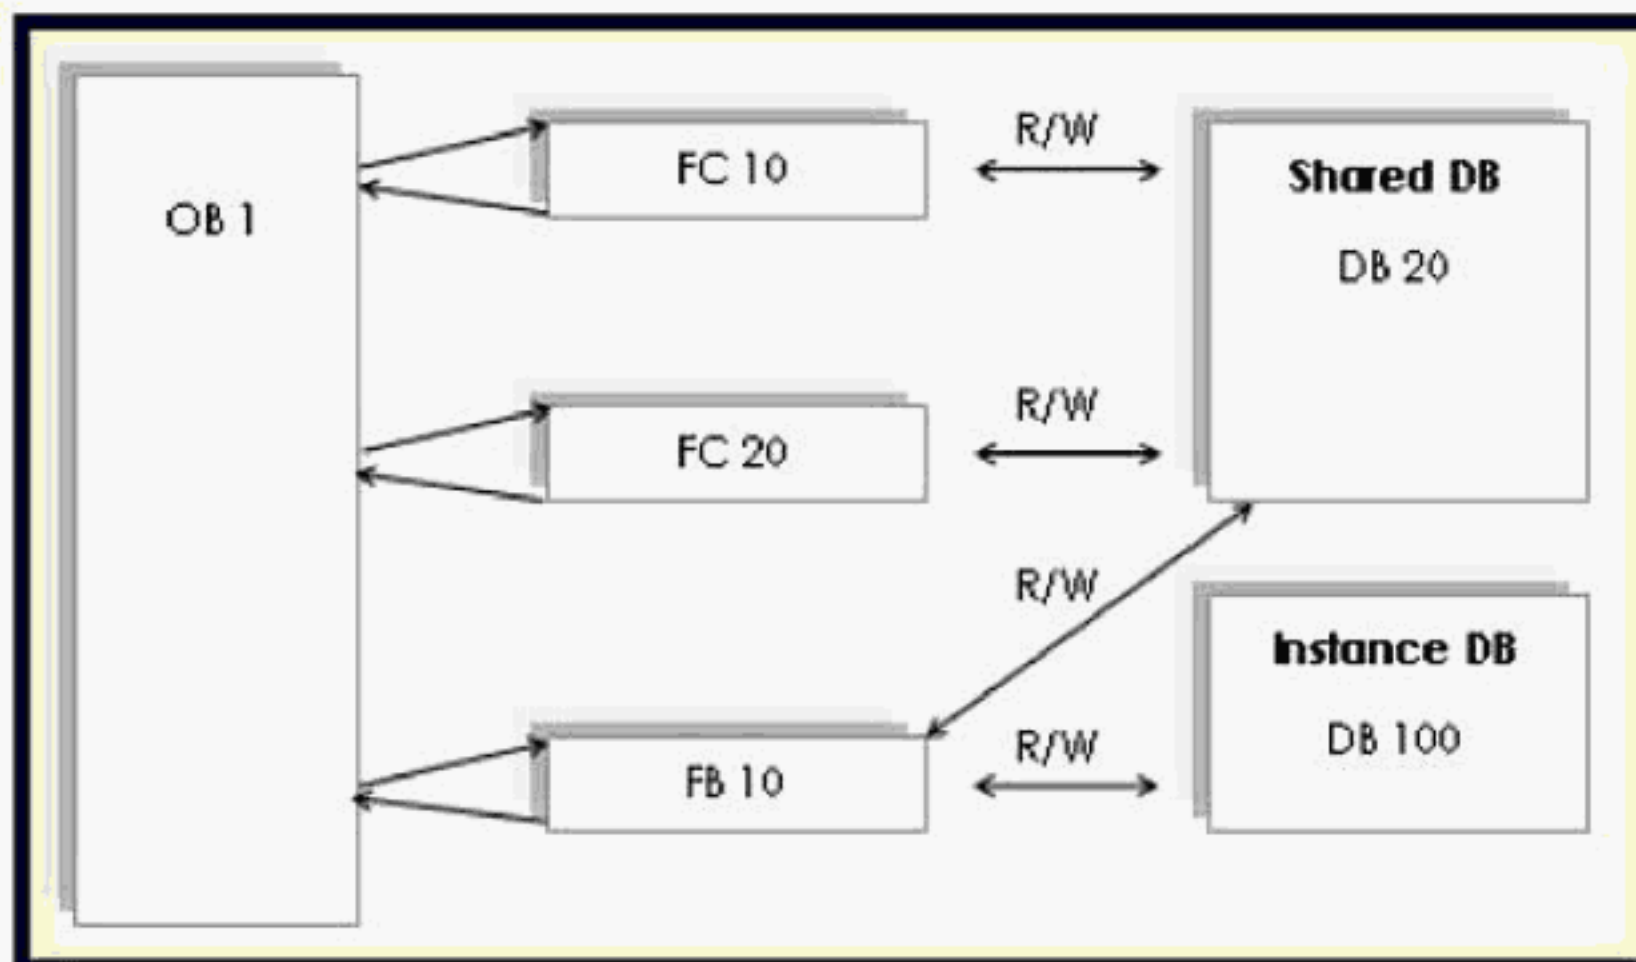 OB 1
FC 10
R/W
Shared DB
DB 20
FC 20
R/W
R/W
FB 10
R/W
Instance DB
DB 100